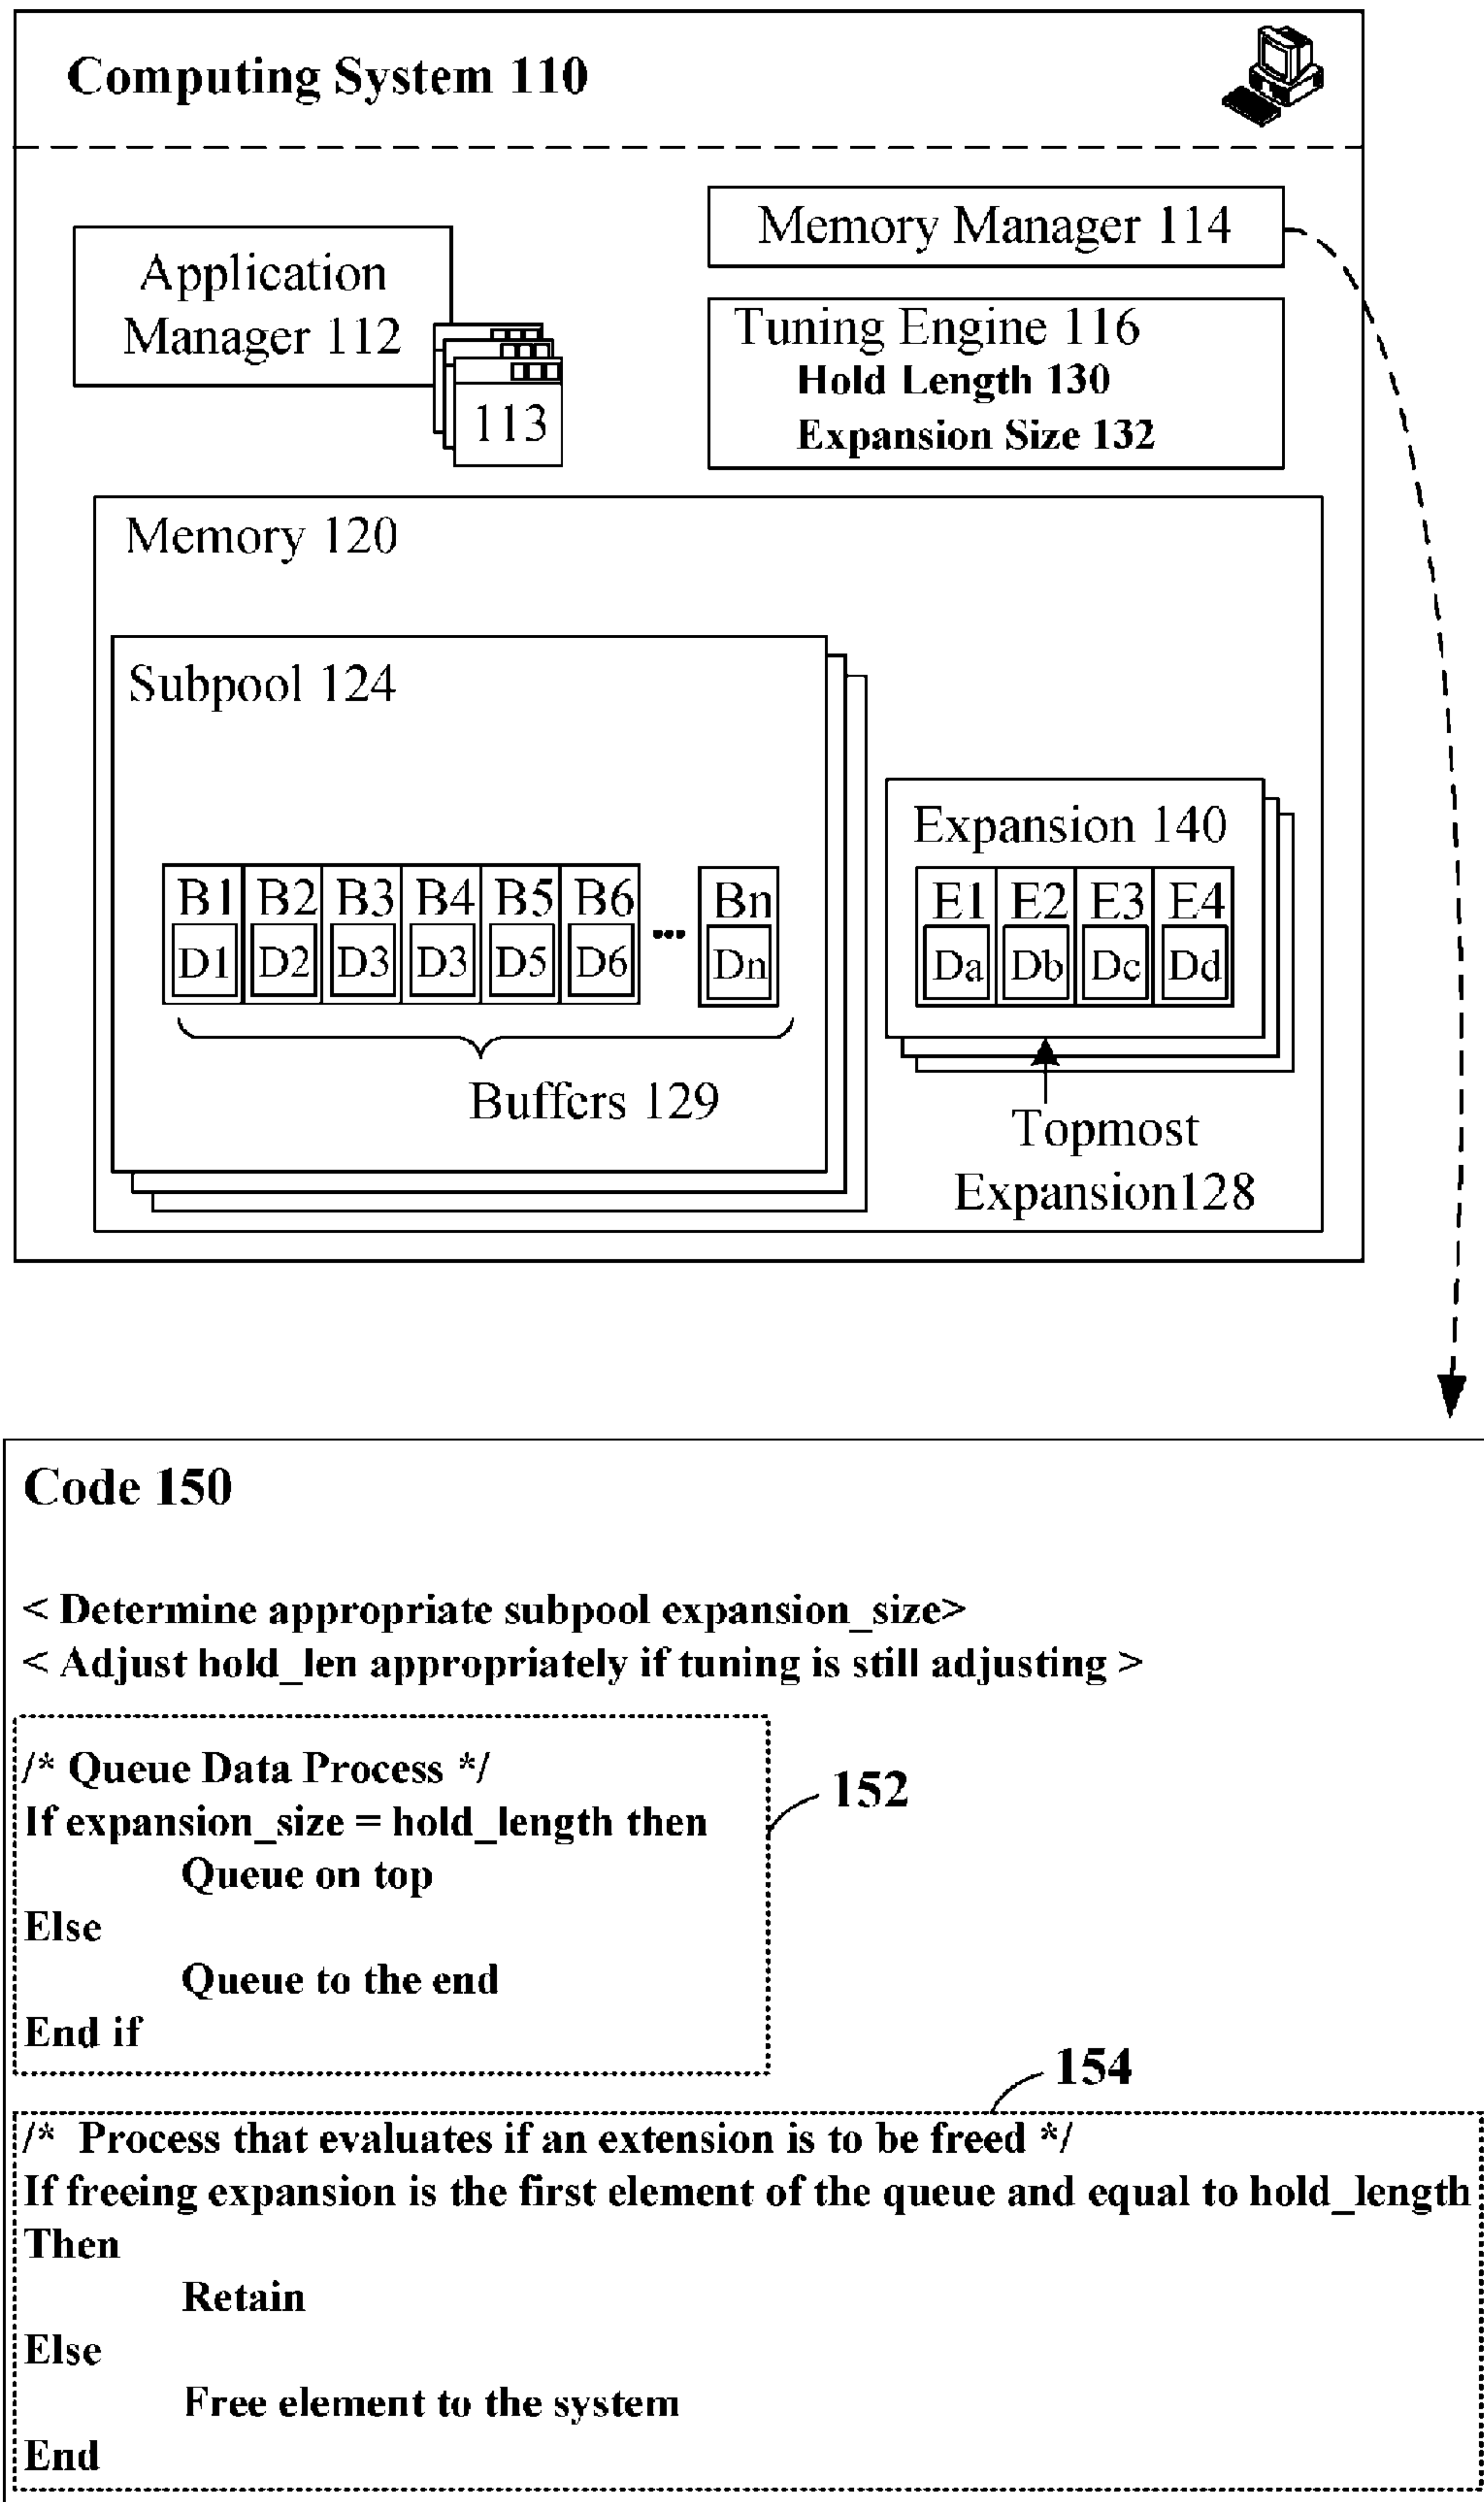 Computing System 110
Memory Manager 114
Application
Manager 112
113
Tuning Engine 116
Hold Length 130
Expansion Size 132
Memory 120
Subpool 124
B1 B2 B3 B4 B5 B6 ... Bn
D1 D2 D3 D3 D5 D6 Dn
Buffers 129
Expansion 140
E1 E2 E3 E4
Da Db Dc Dd
Topmost
Expansion128
Code 150
< Determine appropriate subpool expansion_size>
< Adjust hold_len appropriately if tuning is still adjusting >
/* Queue Data Process */
If expansion_size = hold_length then
Queue on top
Else
Queue to the end
End if
152
154
/* Process that evaluates if an extension is to be freed */
If freeing expansion is the first element of the queue and equal to hold_length
Then
Retain
Else
Free element to the system
End